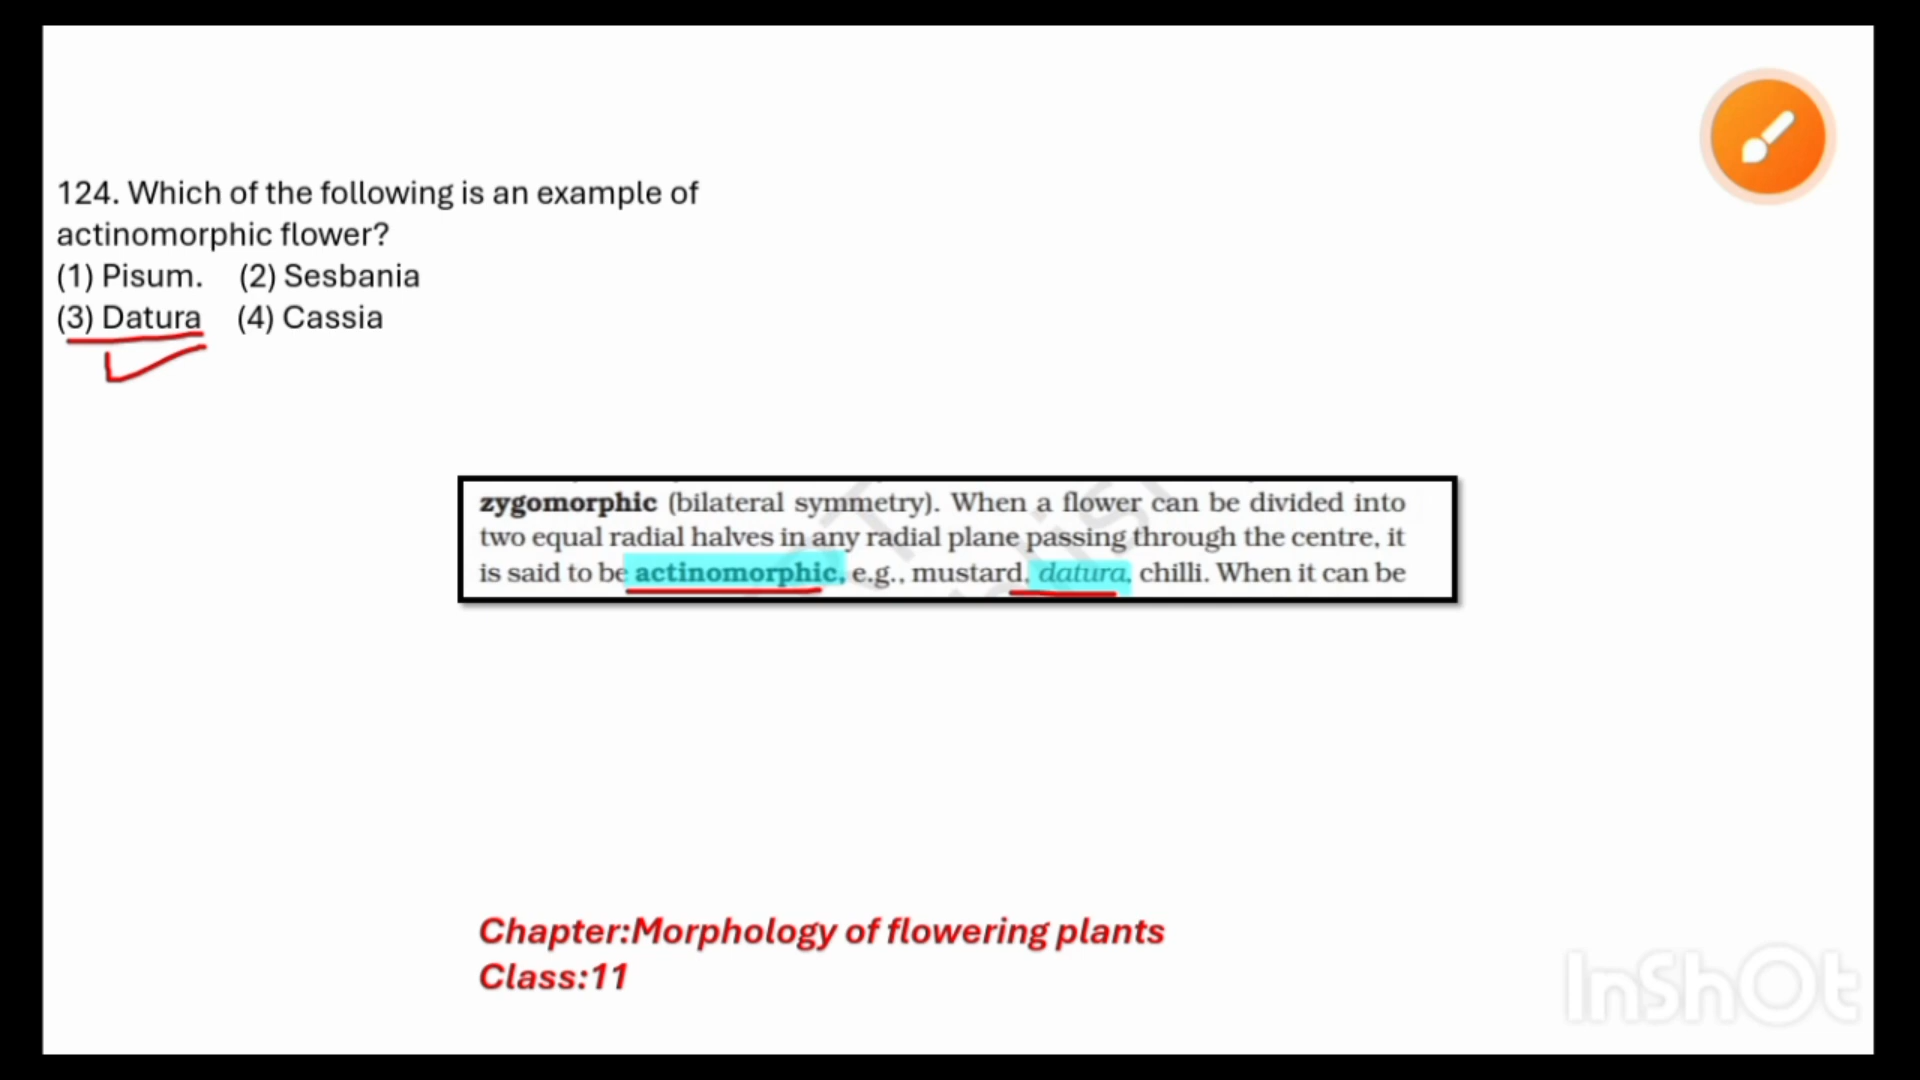 124. Which of the following is an example of
actinomorphic flower?
(1) Pisum. (2) Sesbania
(3) Datura (4) Cassia
zygomorphic (bilateral symmetry). When a flower can be divided into
two equal radial halves in any radial plane passing through the centre, it
is said to be actinomorphic, e.g., mustard, datura, chilli. When it can be
Chapter:Morphology of flowering plants
Class:11
InShOt